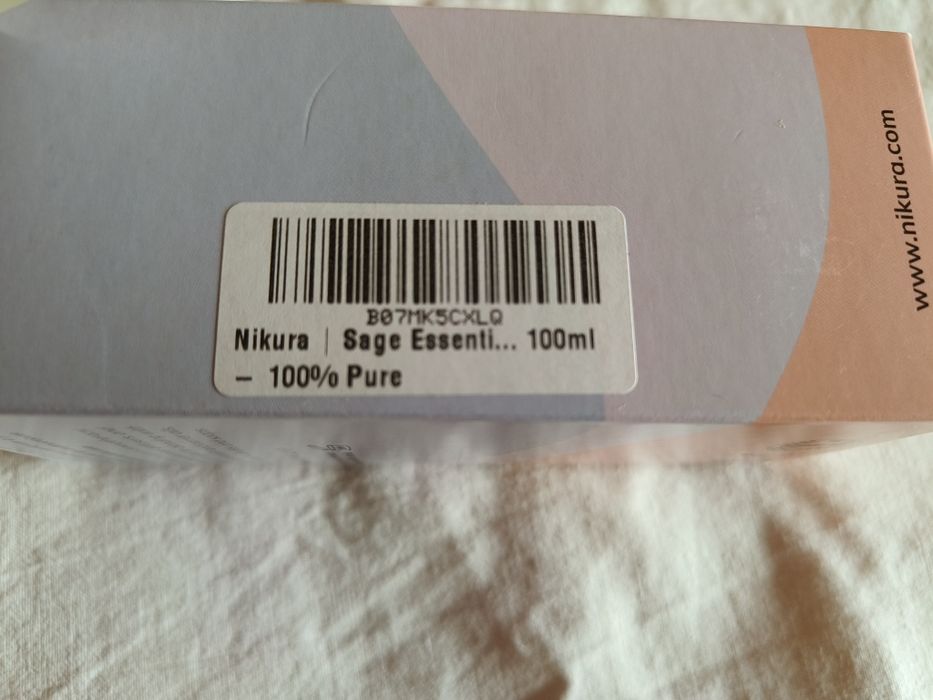 B07MK5CXLQ
Nikura | Sage Essenti... 100ml
– 100% Pure
www.nikura.com